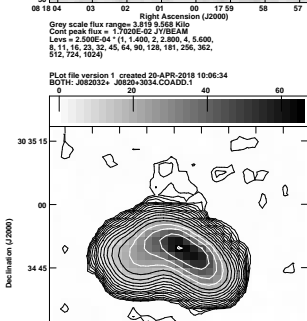 08 18 04 03 02 01 00 17 59 58 57
Right Ascension (J2000)
Grey scale flux range= 3.819 9.568 Kilo
Cont peak flux = 1.7020E-02 JY/BEAM
Levs = 2.500E-04 * (1, 1.400, 2, 2.800, 4, 5.600,
8, 11, 16, 23, 32, 45, 64, 90, 128, 181, 256, 362,
512, 724, 1024)
PLot file version 1 created 20-APR-2018 10:06:34
BOTH: J082032+ J0820+3034.COADD.1
0 20 40 60
30 35 15
00
34 45
Declination (J2000)